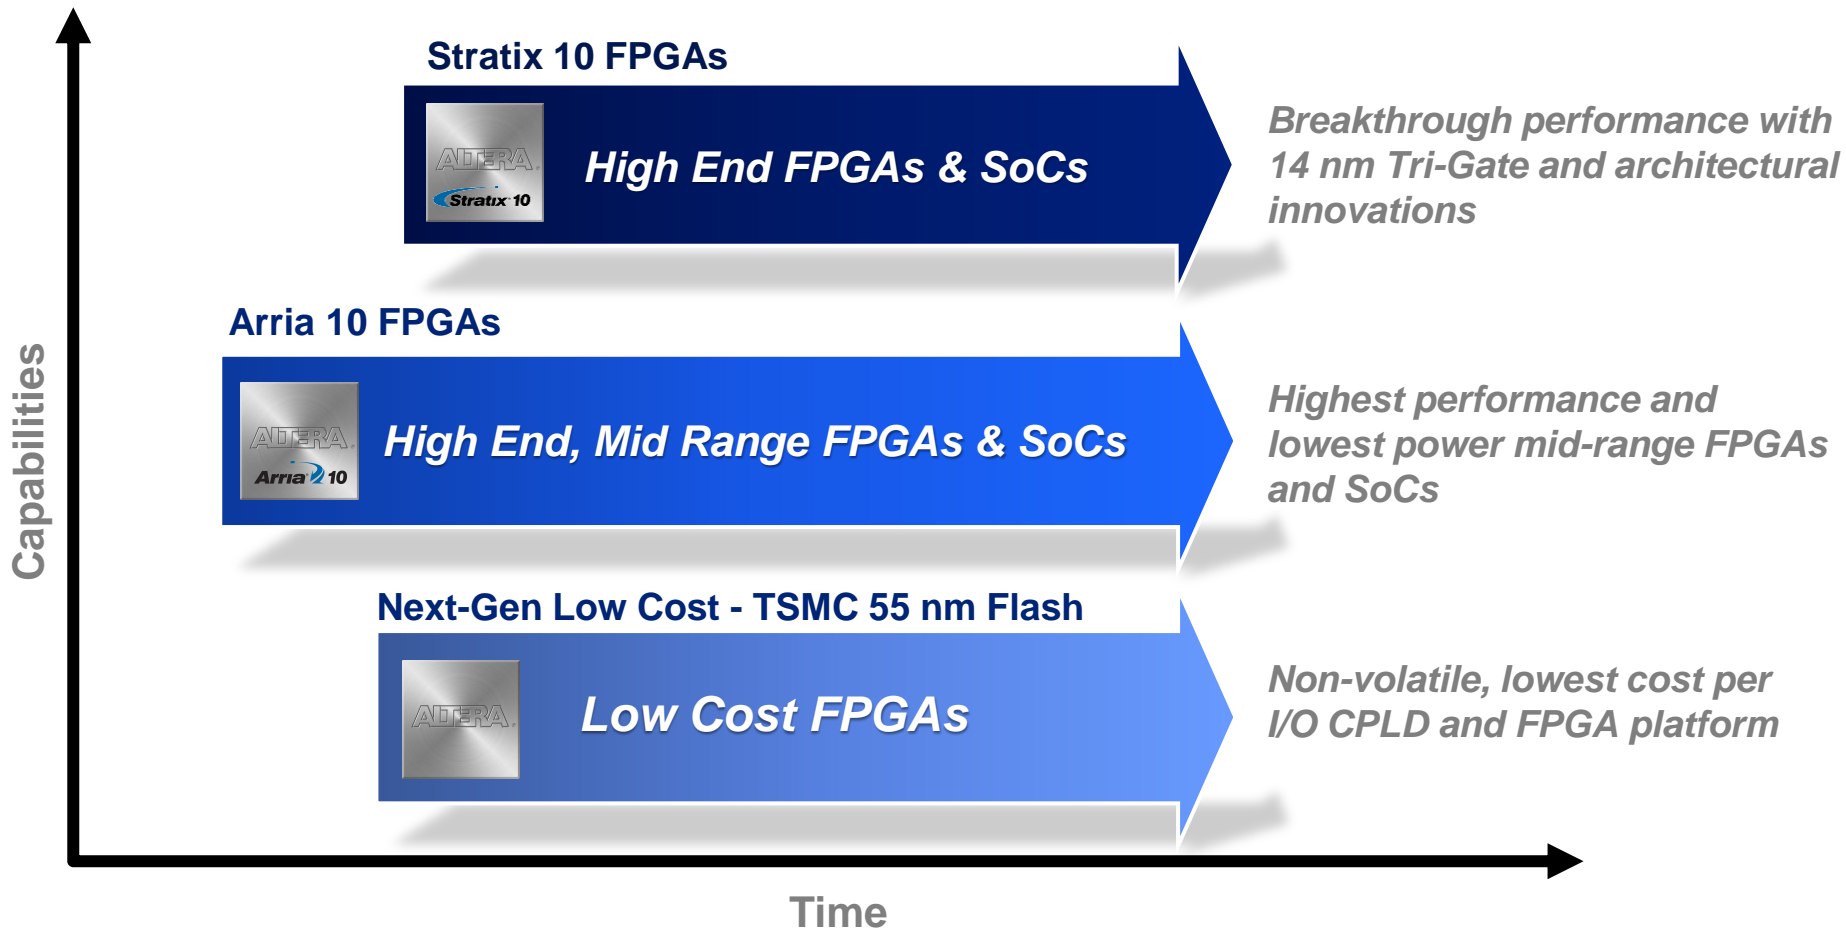 Stratix 10 FPGAs
ALTERA.
Stratix 10
High End FPGAs & SoCs
Breakthrough performance with
14 nm Tri-Gate and architectural
innovations
Arria 10 FPGAs
ALTERA.
Arria 10
High End, Mid Range FPGAs & SoCs
Highest performance and
lowest power mid-range FPGAs
and SoCs
Next-Gen Low Cost - TSMC 55 nm Flash
ALTERA.
Low Cost FPGAs
Non-volatile, lowest cost per
I/O CPLD and FPGA platform
Capabilities
Time